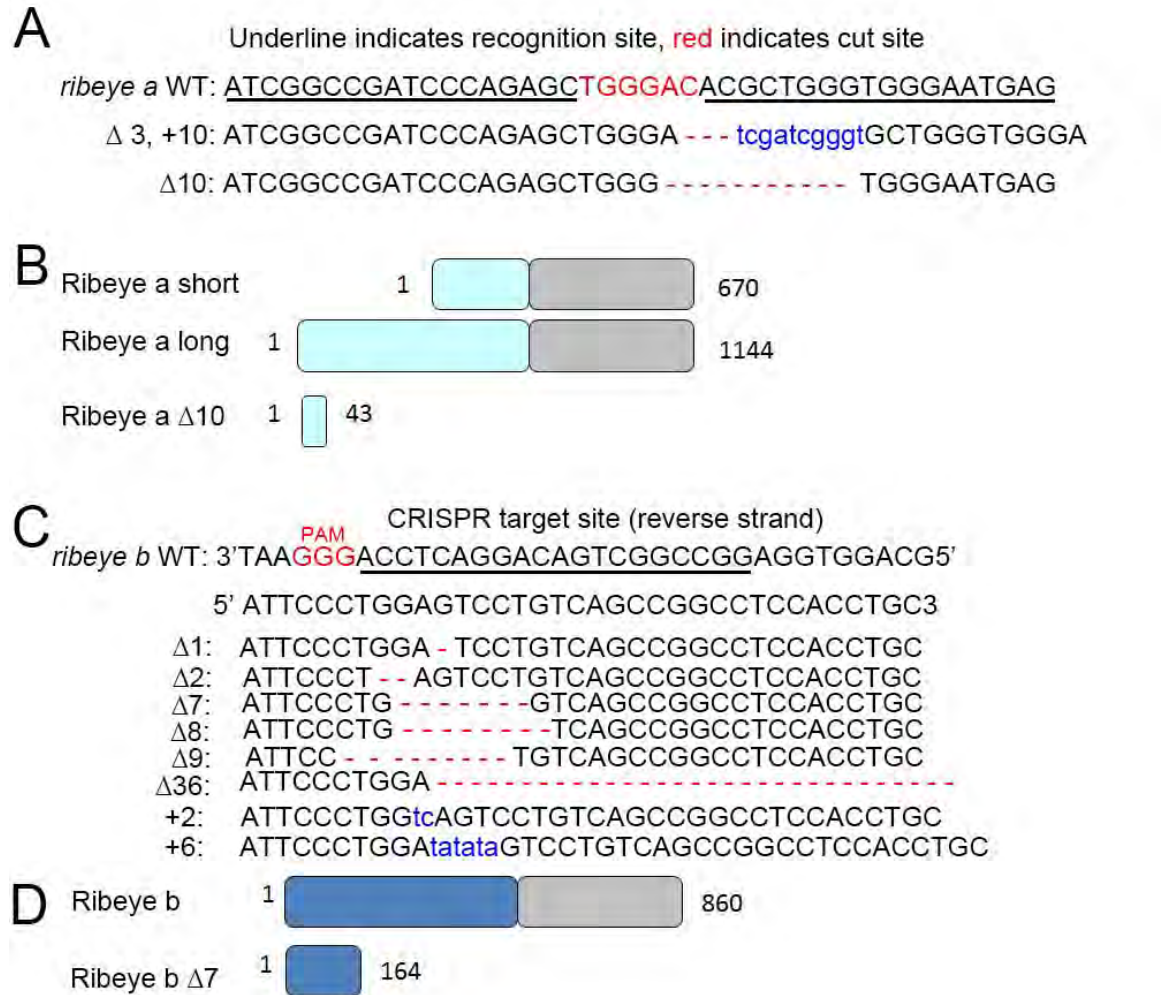 A
Underline indicates recognition site, red indicates cut site
ribeye a WT: ATCGGCCGATCCCAGAGCTGGGACACGCTGGGTGGGAATGAG
Δ 3, +10: ATCGGCCGATCCCAGAGCTGGGA - - - tcgatcgggtGCTGGGTGGGA
Δ10: ATCGGCCGATCCCAGAGCTGGG - - - - - - - - - - - TGGGAATGAG
B
Ribeye a short 1 670
Ribeye a long 1 1144
Ribeye a Δ10 1 43
C
CRISPR target site (reverse strand)
PAM
ribeye b WT: 3'TAAGGGACCTCAGGACAGTCGGCCGGAGGTGGACG5'
5' ATTCCCTGGAGTCCTGTCAGCCGGCCTCCACCTGC3
Δ1: ATTCCCTGGA - TCCTGTCAGCCGGCCTCCACCTGC
Δ2: ATTCCCT - - AGTCCTGTCAGCCGGCCTCCACCTGC
Δ7: ATTCCCTG - - - - - - - GTCAGCCGGCCTCCACCTGC
Δ8: ATTCCCTG - - - - - - - - TCAGCCGGCCTCCACCTGC
Δ9: ATTCC - - - - - - - - - TGTCAGCCGGCCTCCACCTGC
Δ36: ATTCCCTGGA - - - - - - - - - - - - - - - - - - - - - - - - - - - -
+2: ATTCCCTGGtcAGTCCTGTCAGCCGGCCTCCACCTGC
+6: ATTCCCTGGAtatataGTCCTGTCAGCCGGCCTCCACCTGC
D
Ribeye b 1 860
Ribeye b Δ7 1 164